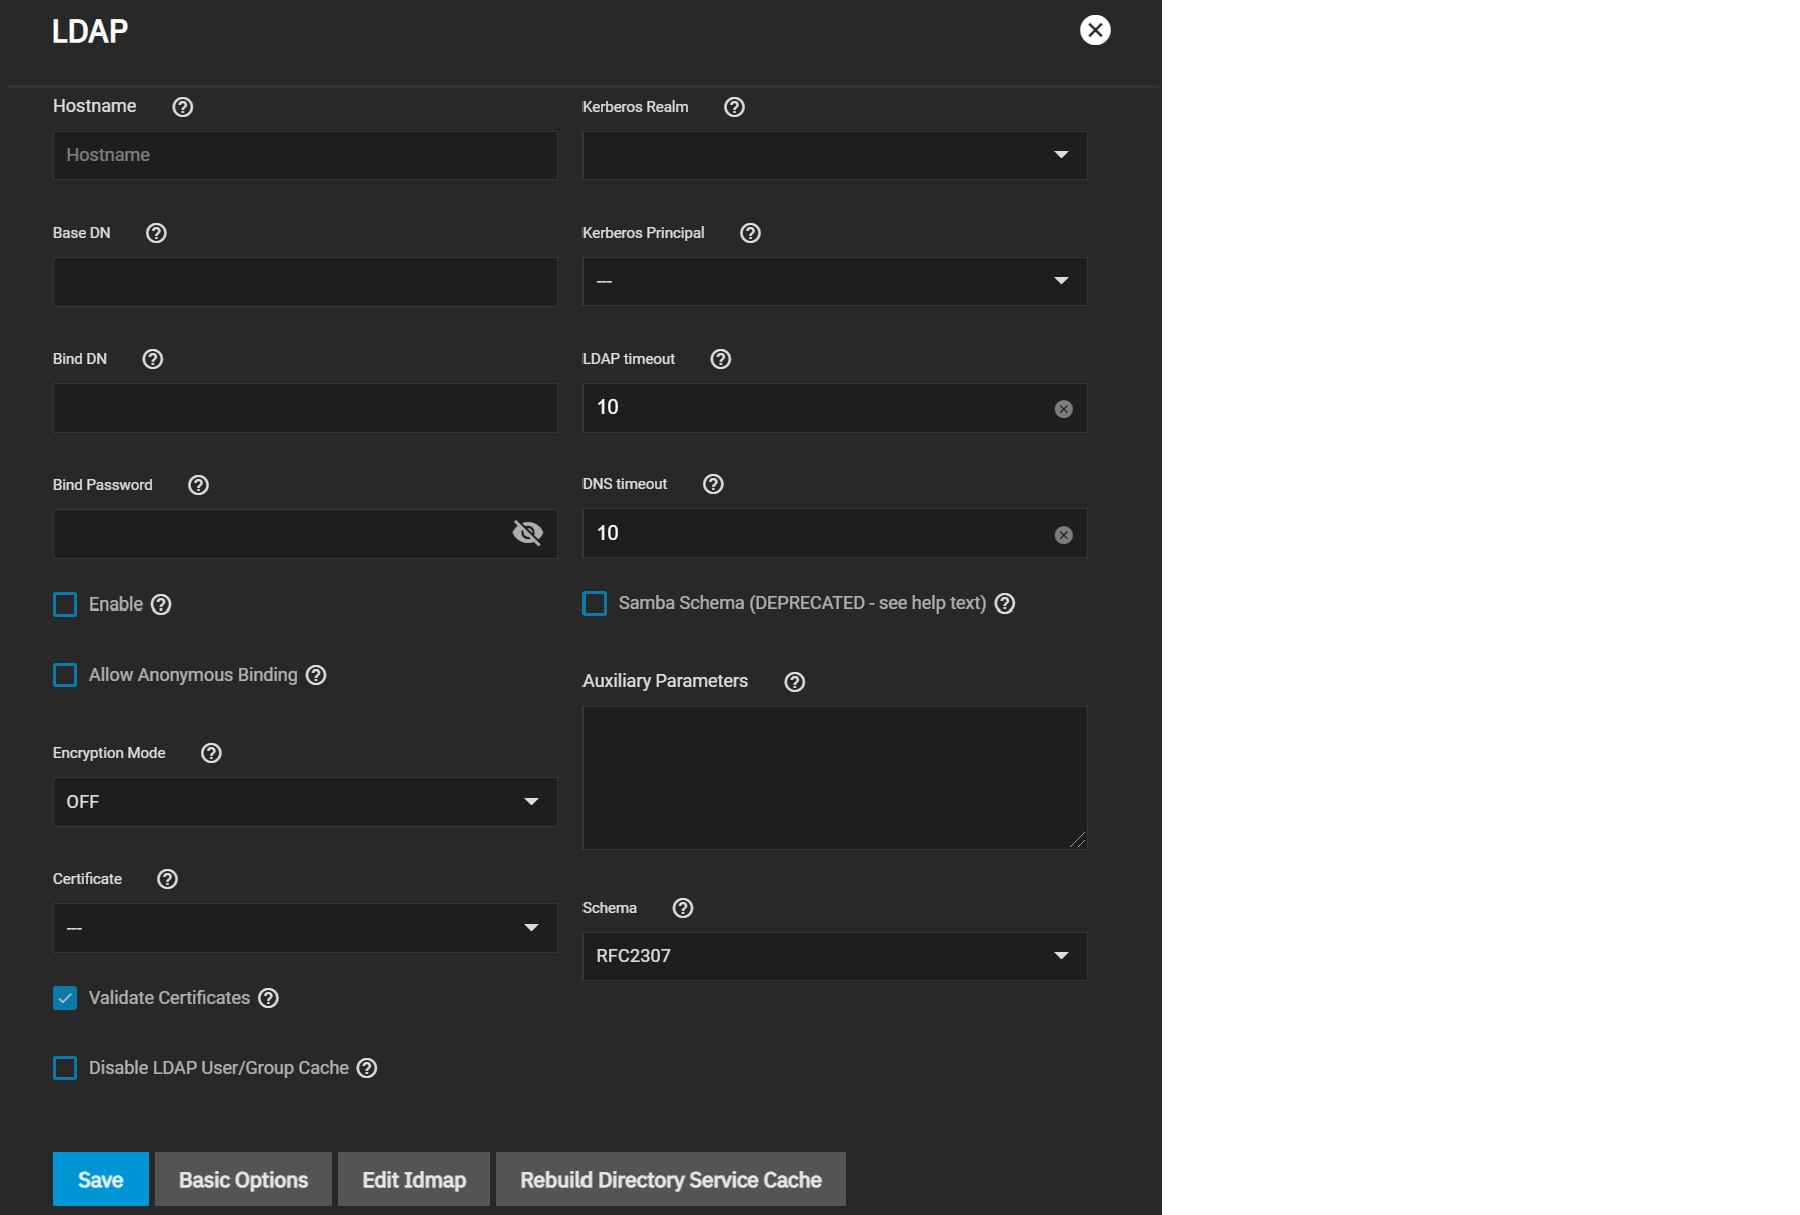 LDAP
Hostname
Hostname
Base DN
Bind DN
Bind Password
Enable
Allow Anonymous Binding
Encryption Mode
OFF
Certificate
---
Validate Certificates
Disable LDAP User/Group Cache
Kerberos Realm
Kerberos Principal
---
LDAP timeout
10
DNS timeout
10
Samba Schema (DEPRECATED - see help text)
Auxiliary Parameters
Schema
RFC2307
Save
Basic Options
Edit Idmap
Rebuild Directory Service Cache